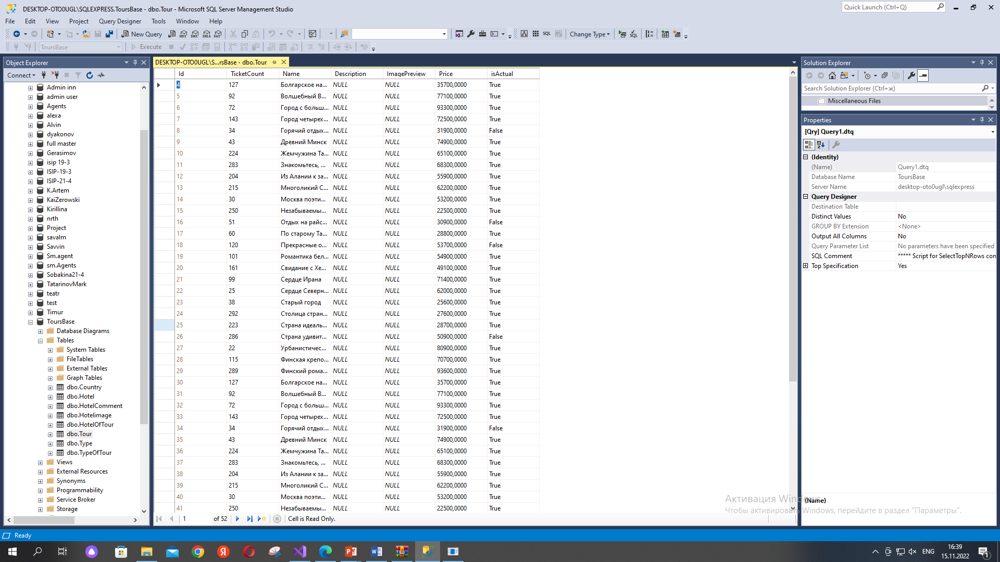 DESKTOP-OTO0UGL\SQLEXPRESS.ToursBase - dbo.Tour - Microsoft SQL Server Management Studio
Quick Launch (Ctrl+Q)
File Edit View Project Query Designer Tools Window Help
New Query MDX DMX XMLA DAX SQL Change Type
ToursBase Execute
Object Explorer
Connect
Admin inn
admin user
Agents
alexa
Alvin
dyakonov
full master
Gerasimov
isip 19-3
ISIP-19-3
ISIP-21-4
K.Artem
KaiZerowski
Kirillina
nrth
Project
savalm
Savvin
Sm.agent
sm.Agents
Sobakina21-4
TatarinovMark
teatr
test
Timur
ToursBase
Database Diagrams
Tables
System Tables
FileTables
External Tables
Graph Tables
dbo.Country
dbo.Hotel
dbo.HotelComment
dbo.Hotelimage
dbo.HotelOfTour
dbo.Tour
dbo.Type
dbo.TypeOfTour
Views
External Resources
Synonyms
Programmability
Service Broker
Storage
DESKTOP-OTO0UGL\S...rsBase - dbo.Tour
Id TicketCount Name Description ImagePreview Price isActual
4 127 Болгарское на... NULL NULL 35700,0000 True
5 92 Волшебный В... NULL NULL 77100,0000 True
6 72 Город с больш... NULL NULL 93300,0000 True
7 143 Город четырех... NULL NULL 72500,0000 True
8 34 Горячий отдых... NULL NULL 31900,0000 False
9 43 Древний Минск NULL NULL 74900,0000 True
10 224 Жемчужина Та... NULL NULL 65100,0000 True
11 283 Знакомьтесь, ... NULL NULL 68300,0000 True
12 204 Из Алании к за... NULL NULL 55900,0000 True
13 215 Многоликий С... NULL NULL 62200,0000 True
14 30 Москва поэти... NULL NULL 53200,0000 True
15 250 Незабываемы... NULL NULL 22500,0000 True
16 51 Отдых на райс... NULL NULL 30900,0000 False
17 60 По старому Та... NULL NULL 28800,0000 True
18 120 Прекрасные о... NULL NULL 53700,0000 False
19 101 Романтика бел... NULL NULL 54900,0000 True
20 161 Свидание с Хе... NULL NULL 49100,0000 True
21 99 Сердце Ирана NULL NULL 71400,0000 True
22 25 Сердце Северн... NULL NULL 62000,0000 True
23 38 Старый город NULL NULL 25600,0000 True
24 292 Столица стран... NULL NULL 27600,0000 True
25 223 Страна идеаль... NULL NULL 28700,0000 True
26 286 Страна удивит... NULL NULL 50900,0000 False
27 22 Урбанистичес... NULL NULL 80900,0000 True
28 115 Финская крепо... NULL NULL 70700,0000 True
29 289 Финский рома... NULL NULL 93600,0000 True
30 127 Болгарское на... NULL NULL 35700,0000 True
31 92 Волшебный В... NULL NULL 77100,0000 True
32 72 Город с больш... NULL NULL 93300,0000 True
33 143 Город четырех... NULL NULL 72500,0000 True
34 34 Горячий отдых... NULL NULL 31900,0000 False
35 43 Древний Минск NULL NULL 74900,0000 True
36 224 Жемчужина Та... NULL NULL 65100,0000 True
37 283 Знакомьтесь, ... NULL NULL 68300,0000 True
38 204 Из Алании к за... NULL NULL 55900,0000 True
39 215 Многоликий С... NULL NULL 62200,0000 True
40 30 Москва поэти... NULL NULL 53200,0000 True
41 250 Незабываемы... NULL NULL 22500,0000 True
1 of 52 Cell is Read Only.
Solution Explorer
Search Solution Explorer (Ctrl+ж)
Miscellaneous Files
Properties
[Qry] Query1.dtq
(Identity)
(Name) Query1.dtq
Database Name ToursBase
Server Name desktop-oto0ugl\sqlexpress
Query Designer
Destination Table
Distinct Values No
GROUP BY Extension <None>
Output All Columns No
Query Parameter List No parameters have been specified
SQL Comment ***** Script for SelectTopNRows con
Top Specification Yes
(Name)
Активация Windows
Чтобы активировать Windows, перейдите в раздел "Параметры".
Ready
ENG
16:39
15.11.2022
1